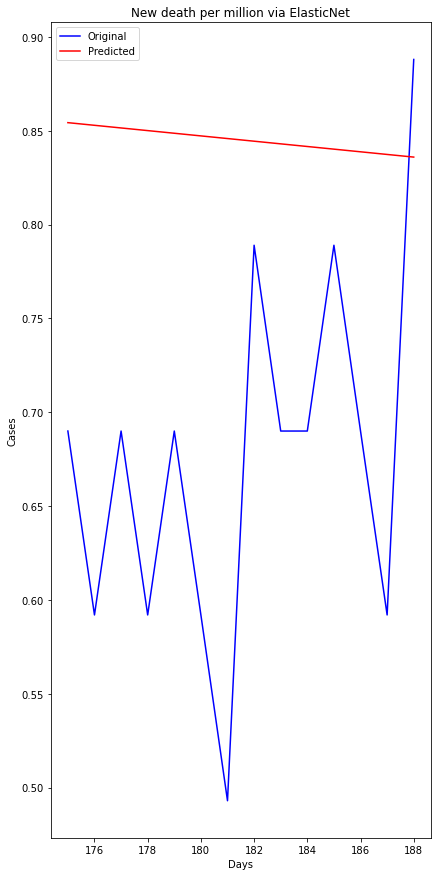 New death per million via ElasticNet
Original
Predicted
0.90
0.85
0.80
0.75
0.70
0.65
0.60
0.55
0.50
Cases
176 178 180 182 184 186 188
Days